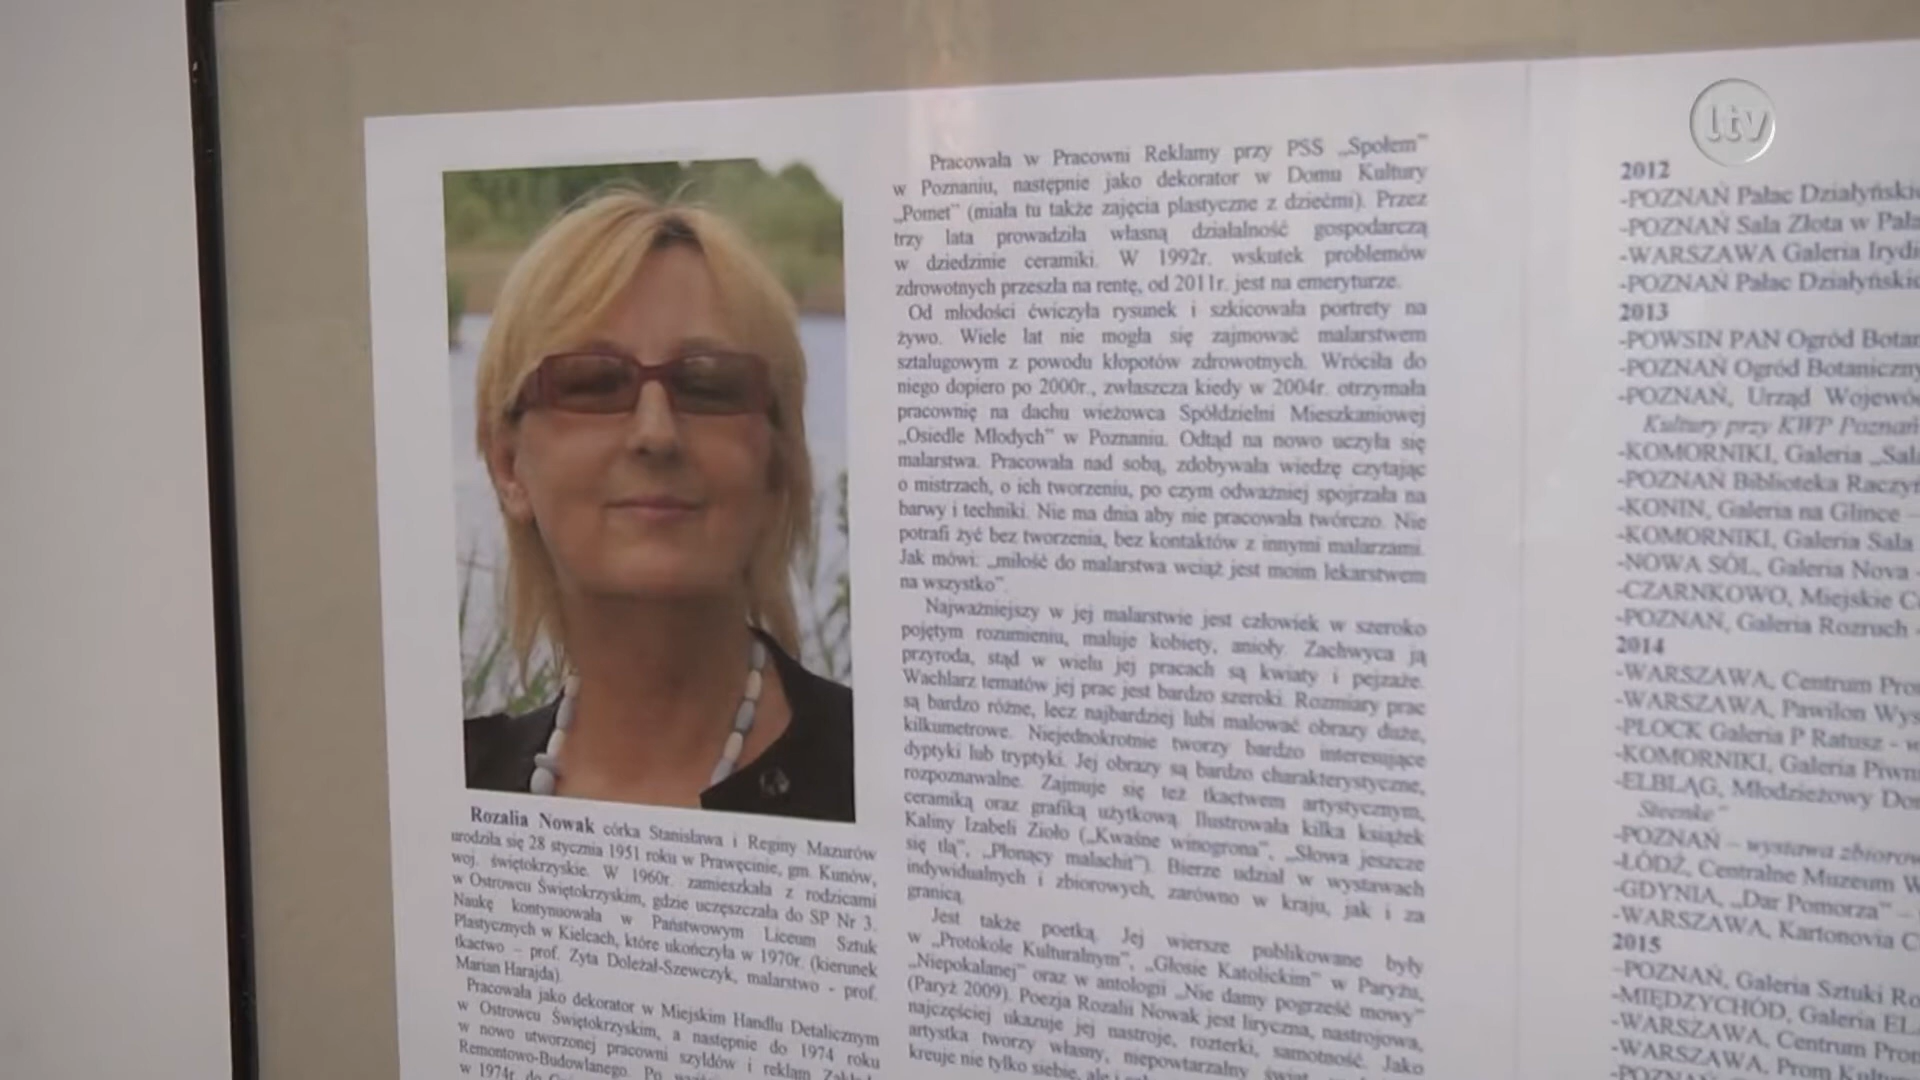 ltv
Rozalia Nowak córka Stanisława i Reginy Mazurów
urodziła się 28 stycznia 1951 roku w Prawęcinie, gm. Kunów,
woj. świętokrzyskie. W 1960r. zamieszkała z rodzicami
w Ostrowcu Świętokrzyskim, gdzie uczęszczała do SP Nr 3.
Naukę kontynuowała w Państwowym Liceum Sztuk
Plastycznych w Kielcach, które ukończyła w 1970r. (kierunek
tkactwo – prof. Zyta Doleżał-Szewczyk, malarstwo - prof.
Marian Harajda).
Pracowała jako dekorator w Miejskim Handlu Detalicznym
w Ostrowcu Świętokrzyskim, a następnie do 1974 roku
w nowo utworzonej pracowni szyldów i reklam
Remontowo-Budowlanego. Po
w 1974r. do
Pracowała w Pracowni Reklamy przy PSS „Społem”
w Poznaniu, następnie jako dekorator w Domu Kultury
„Pomet” (miała tu także zajęcia plastyczne z dziećmi). Przez
trzy lata prowadziła własną działalność gospodarczą
w dziedzinie ceramiki. W 1992r. wskutek problemów
zdrowotnych przeszła na rentę, od 2011r. jest na emeryturze.
Od młodości ćwiczyła rysunek i szkicowała portrety na
żywo. Wiele lat nie mogła się zajmować malarstwem
sztalugowym z powodu kłopotów zdrowotnych. Wróciła do
niego dopiero po 2000r., zwłaszcza kiedy w 2004r. otrzymała
pracownię na dachu wieżowca Spółdzielni Mieszkaniowej
„Osiedle Młodych” w Poznaniu. Odtąd na nowo uczyła się
malarstwa. Pracowała nad sobą, zdobywała wiedzę czytając
o mistrzach, o ich tworzeniu, po czym odważniej spojrzała na
barwy i techniki. Nie ma dnia aby nie pracowała twórczo. Nie
potrafi żyć bez tworzenia, bez kontaktów z innymi malarzami.
Jak mówi: „miłość do malarstwa wciąż jest moim lekarstwem
na wszystko”.
Najważniejszy w jej malarstwie jest człowiek w szeroko
pojętym rozumieniu, maluje kobiety, anioły. Zachwyca ją
przyroda, stąd w wielu jej pracach są kwiaty i pejzaże.
Wachlarz tematów jej prac jest bardzo szeroki. Rozmiary prac
są bardzo różne, lecz najbardziej lubi malować obrazy duże,
kilkumetrowe. Niejednokrotnie tworzy bardzo interesujące
dyptyki lub tryptyki. Jej obrazy są bardzo charakterystyczne,
rozpoznawalne. Zajmuje się też tkactwem artystycznym,
ceramiką oraz grafiką użytkową. Ilustrowała kilka książek
Kaliny Izabeli Zioło („Kwaśne winogrona”, „Słowa jeszcze
się tlą”, „Płonący malachit”). Bierze udział w wystawach
indywidualnych i zbiorowych, zarówno w kraju, jak i za
granicą.
Jest także poetką. Jej wiersze publikowane były
w „Protokole Kulturalnym”, „Głosie Katolickim” w Paryżu,
„Niepokalanej” oraz w antologii „Nie damy pogrześć mowy”
(Paryż 2009). Poezja Rozalii Nowak jest liryczna, nastrojowa,
najczęściej ukazuje jej nastroje, rozterki, samotność. Jako
artystka tworzy własny, niepowtarzalny świat
kreuje nie tylko siebie, ale i
2012
-POZNAŃ Pałac Działyński
-POZNAŃ Sala Złota w
-WARSZAWA Galeria
-POZNAŃ Pałac Działyński
2013
-POWSIN PAN Ogród
-POZNAŃ Ogród Botaniczny
-POZNAŃ, Urząd
Kultury przy KWP Poznań
-KOMORNIKI, Galeria
-POZNAŃ Biblioteka
-KONIN, Galeria na Glince –
-KOMORNIKI, Galeria Sala
-NOWA SÓL, Galeria Nova -
-CZARNKOWO, Miejskie
-POZNAŃ, Galeria Rozruch -
2014
-WARSZAWA, Centrum
-WARSZAWA, Pawilon
-PŁOCK Galeria P Ratusz - w
-KOMORNIKI, Galeria
-ELBLĄG, Młodzieżowy
-POZNAŃ – wystawa
-ŁÓDŹ, Centralne Muzeum
-GDYNIA, „Dar Pomorza” –
-WARSZAWA, Kartonovia
2015
-POZNAŃ, Galeria Sztuki
-MIĘDZYCHÓD, Galeria
-WARSZAWA, Centrum
-WARSZAWA, Prom